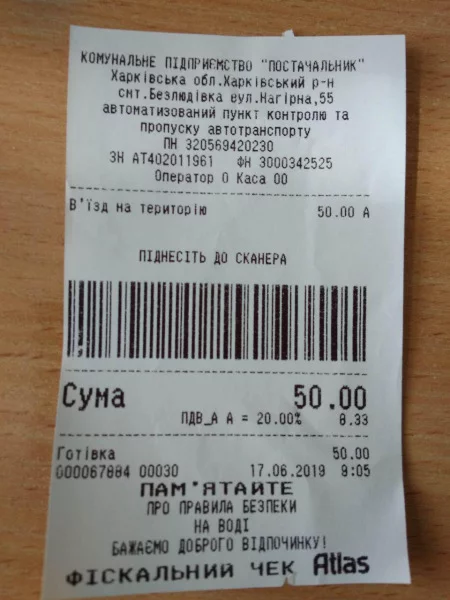 КОМУНАЛЬНЕ ПІДПРИЄМСТВО "ПОСТАЧАЛЬНИК"
Харківська обл.Харківський р-н
смт.Безлюдівка вул.Нагірна,55
автоматизований пункт контролю та
пропуску автотранспорту
ПН 320569420230
ЗН АТ402011961 ФН 3000342525
Оператор 0 Каса 00
В'їзд на територію 50.00 А
ПІДНЕСІТЬ ДО СКАНЕРА
Сума 50.00
ПДВ_А А = 20.00% 8.33
Готівка 50.00
000067884 00030 17.06.2019 9:05
ПАМ'ЯТАЙТЕ
ПРО ПРАВИЛА БЕЗПЕКИ
НА ВОДІ
БАЖАЄМО ДОБРОГО ВІДПОЧИНКУ!
ФІСКАЛЬНИЙ ЧЕК Atlas